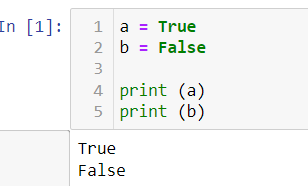 In [1]:
1 a = True
2 b = False
3
4 print (a)
5 print (b)
True
False